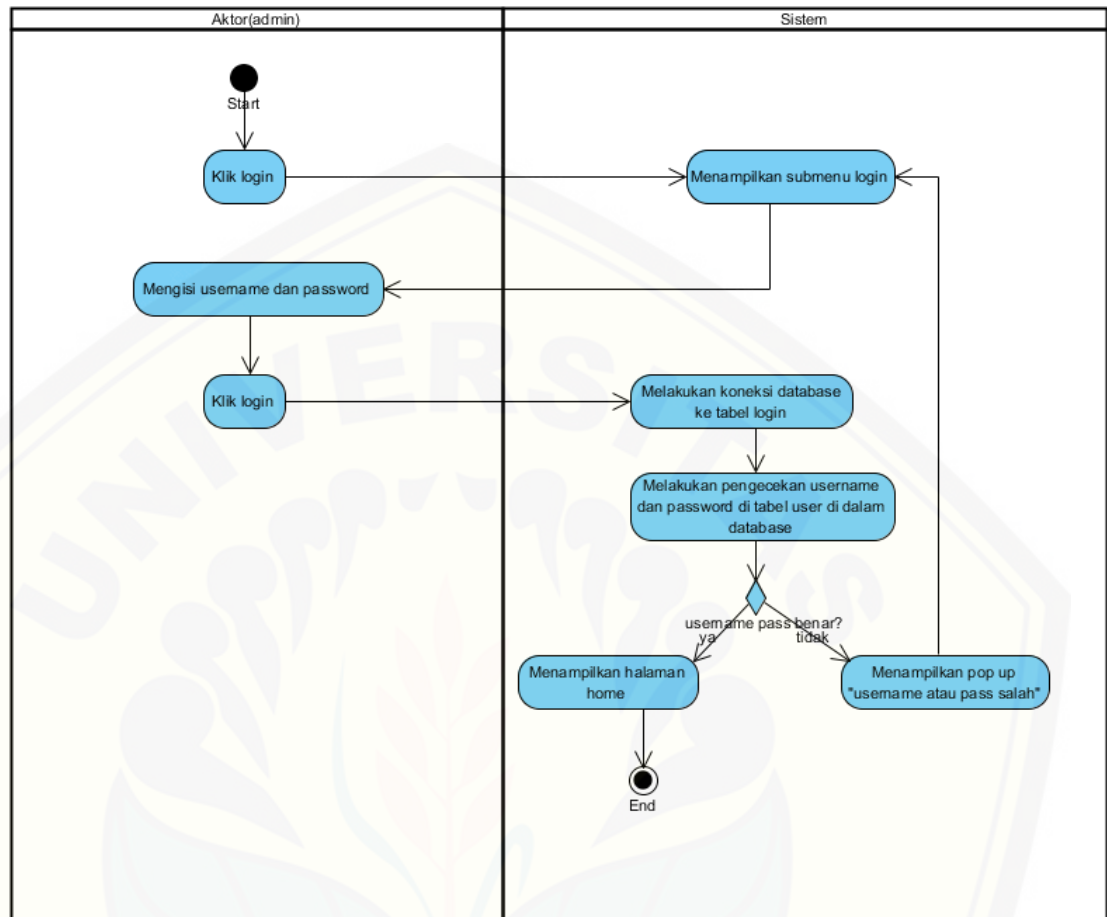 Aktor(admin)
Sistem
Start
Klik login
Menampilkan submenu login
Mengisi username dan password
Klik login
Melakukan koneksi database
ke tabel login
Melakukan pengecekan username
dan password di tabel user di dalam
database
username pass benar?
ya
tidak
Menampilkan halaman
home
Menampilkan pop up
"username atau pass salah"
End
UNIVERSITAS